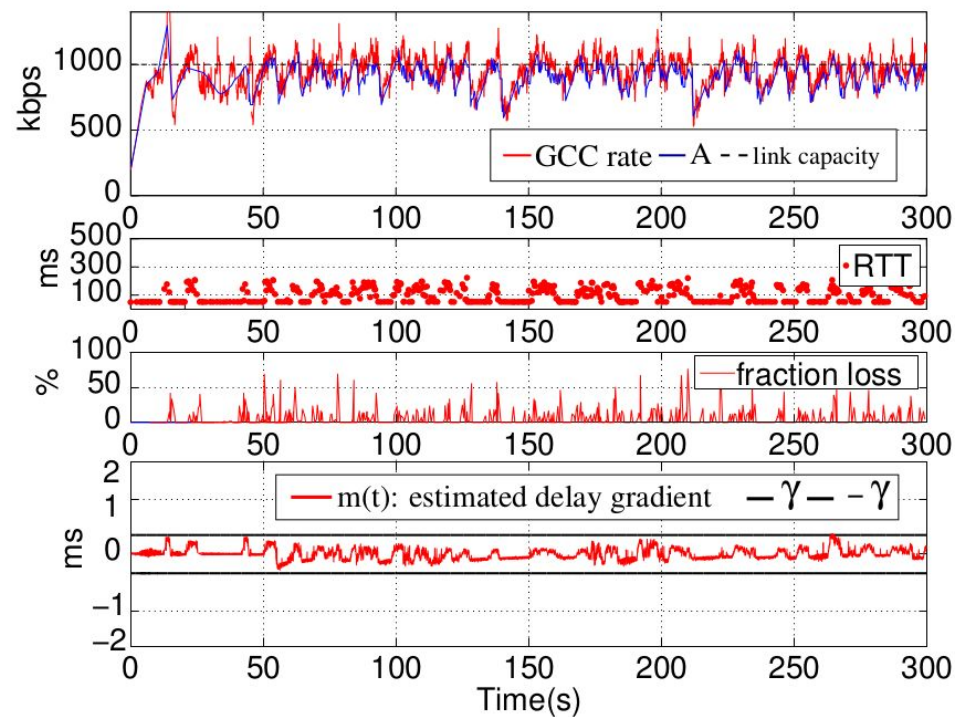 kbps
1000
500
0
GCC rate A link capacity
0 50 100 150 200 250 300
ms
500
300
100
RTT
0 50 100 150 200 250 300
%
100
50
0
fraction loss
0 50 100 150 200 250 300
ms
2
1
0
−1
−2
m(t): estimated delay gradient γ −γ
0 50 100 150 200 250 300
Time(s)